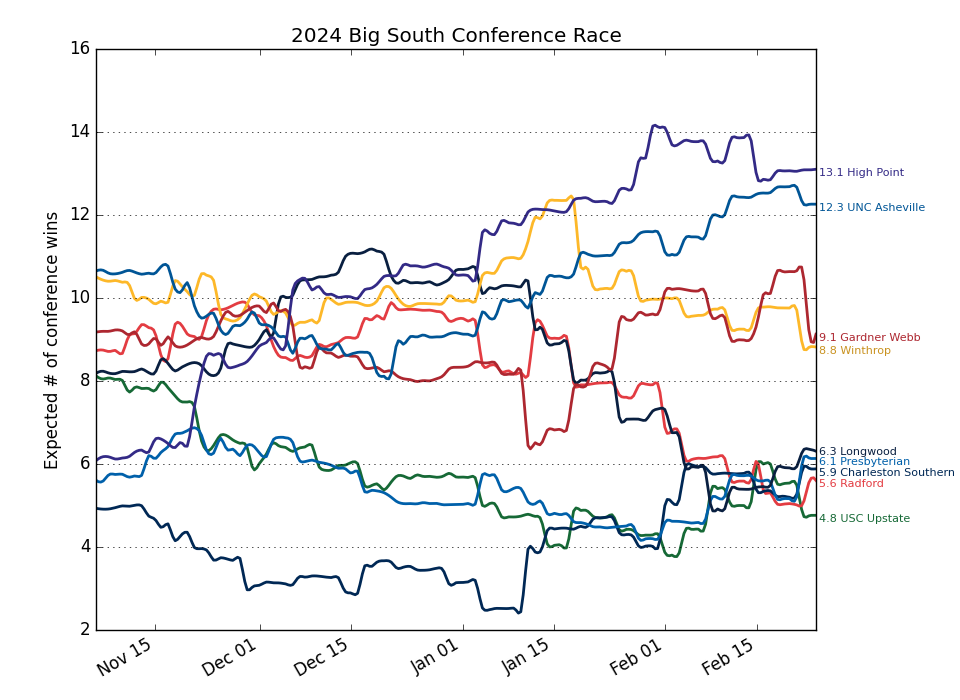 2024 Big South Conference Race
Expected # of conference wins
16
14
12
10
8
6
4
2
13.1 High Point
12.3 UNC Asheville
9.1 Gardner Webb
8.8 Winthrop
6.3 Longwood
6.1 Presbyterian
5.9 Charleston Southern
5.6 Radford
4.8 USC Upstate
Nov 15
Dec 01
Dec 15
Jan 01
Jan 15
Feb 01
Feb 15